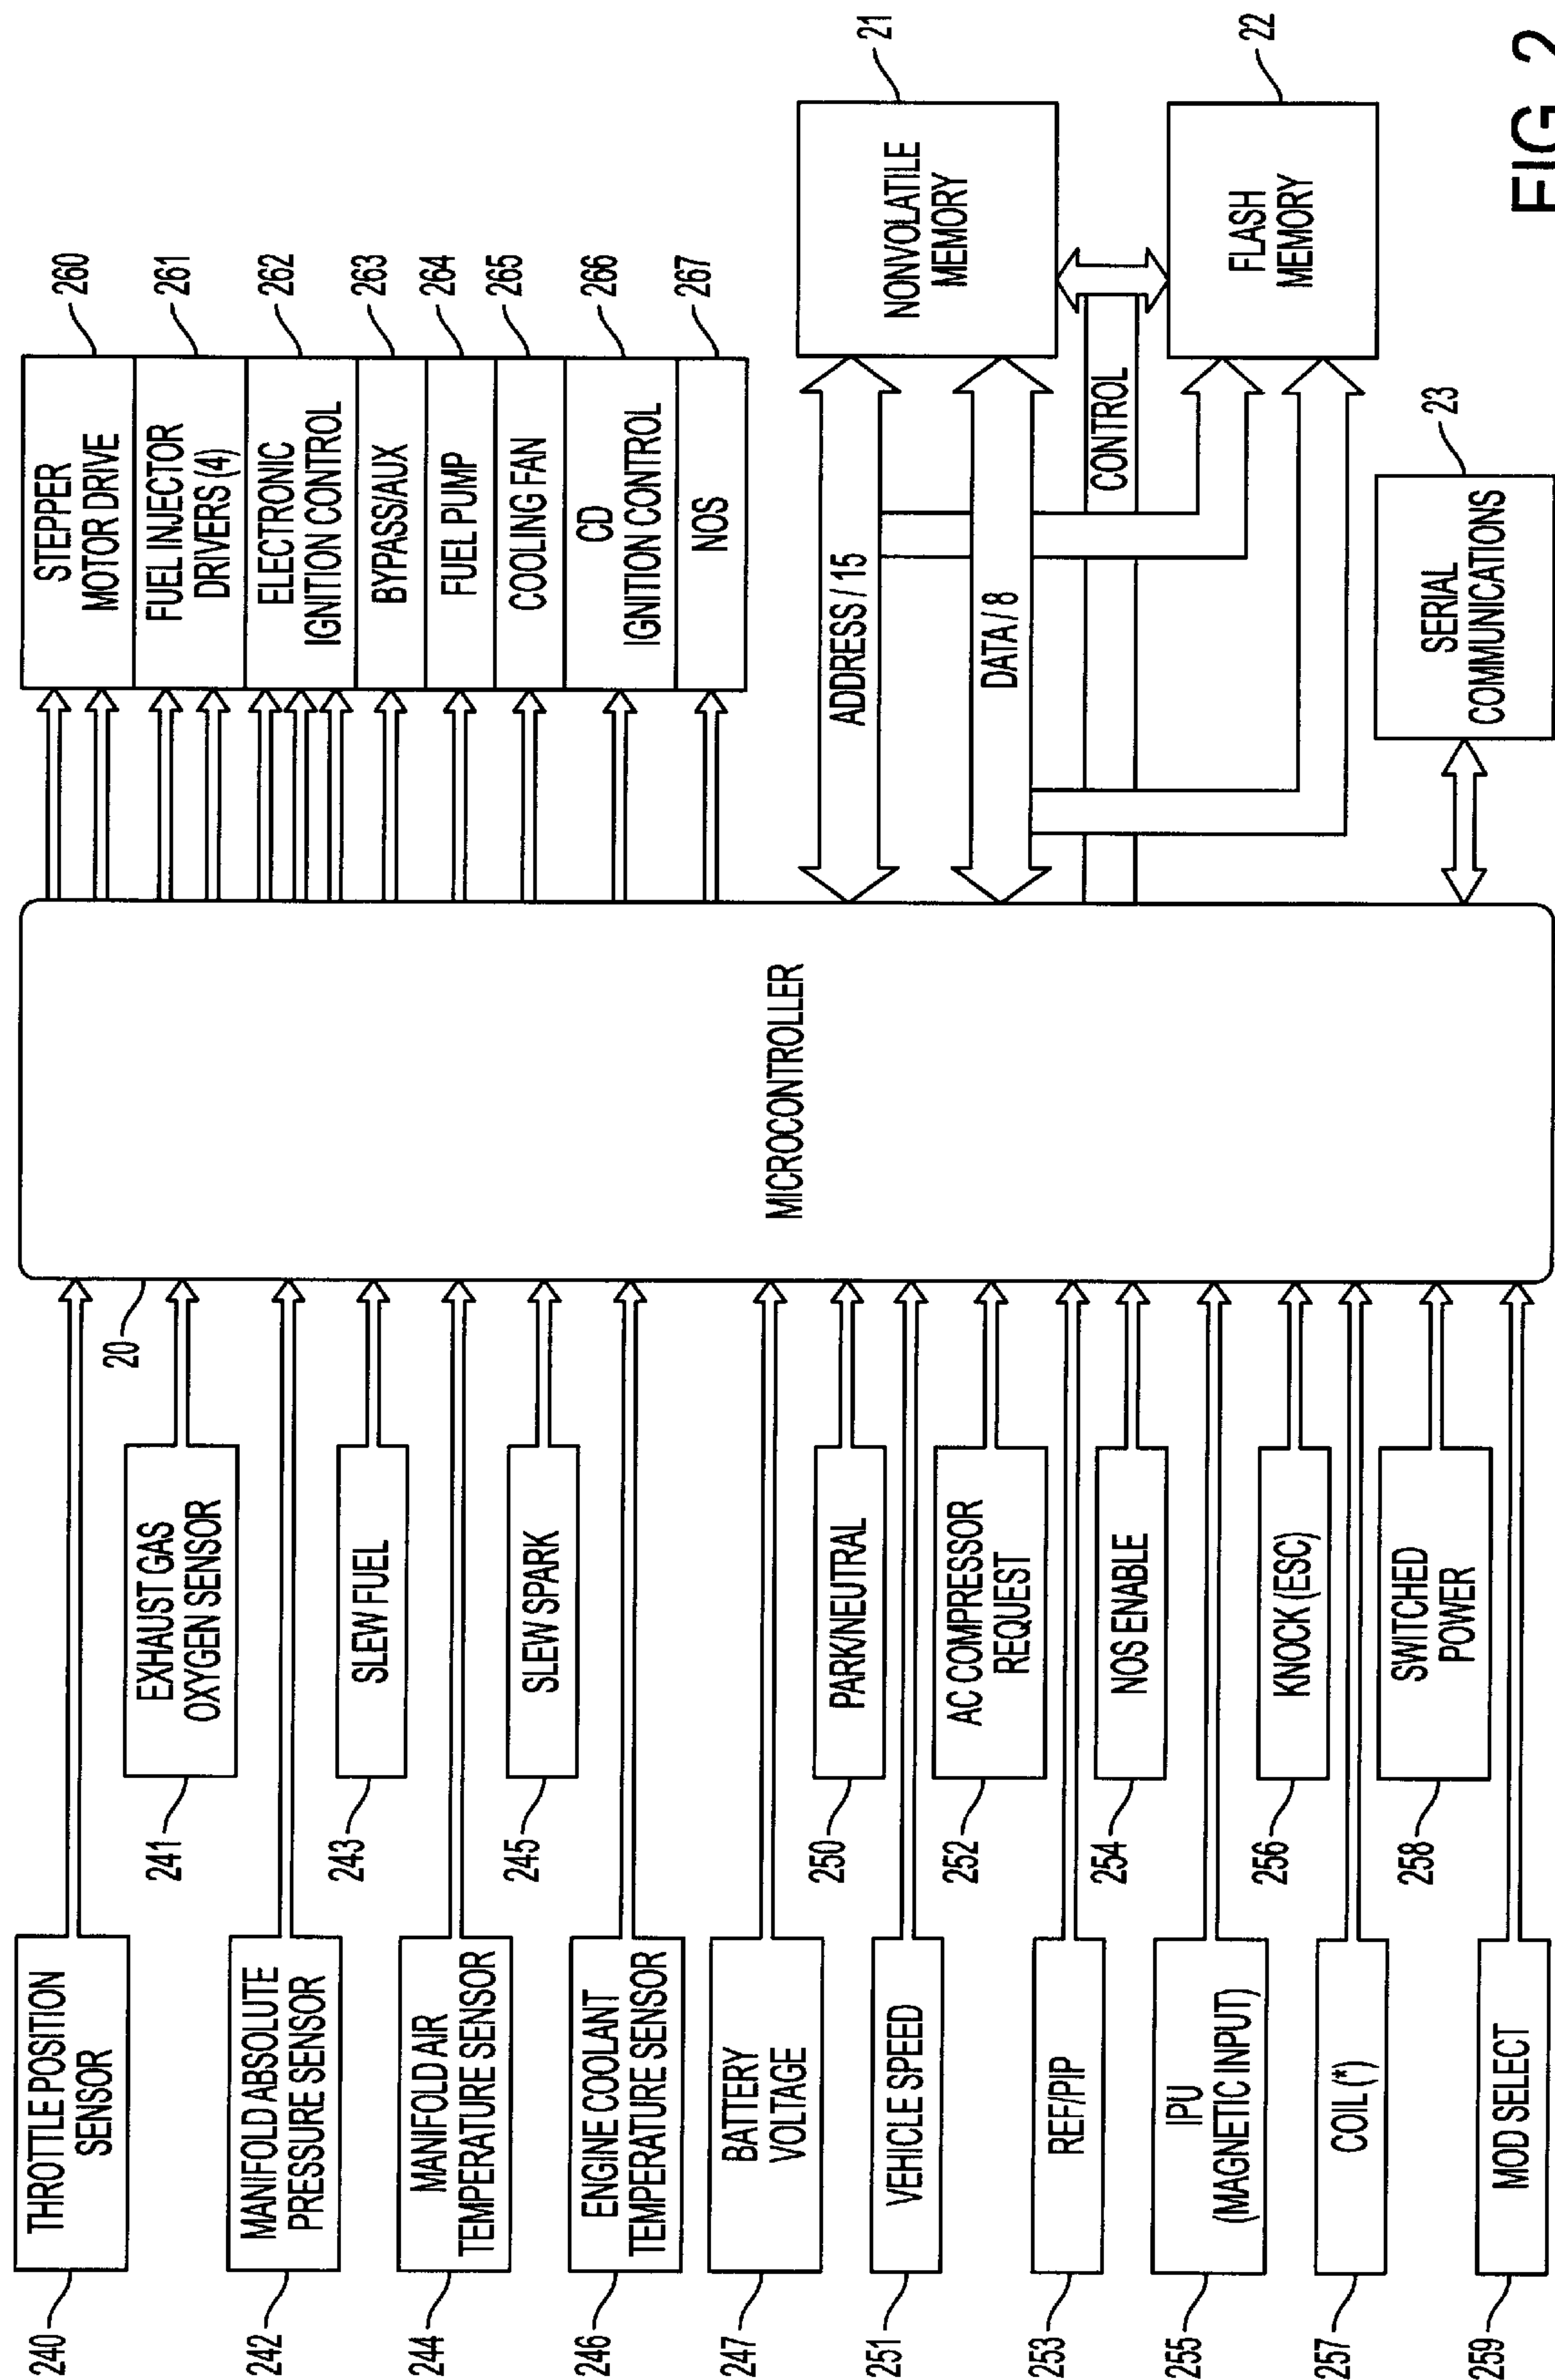 240
THROTTLE POSITION
SENSOR
241
EXHAUST GAS
OXYGEN SENSOR
242
MANIFOLD ABSOLUTE
PRESSURE SENSOR
243
SLEW FUEL
244
MANIFOLD AIR
TEMPERATURE SENSOR
245
SLEW SPARK
246
ENGINE COOLANT
TEMPERATURE SENSOR
247
BATTERY
VOLTAGE
250
PARK/NEUTRAL
251
VEHICLE SPEED
252
AC COMPRESSOR
REQUEST
253
REF/PIP
254
NOS ENABLE
255
IPU
(MAGNETIC INPUT)
256
KNOCK (ESC)
257
COIL (*)
258
SWITCHED
POWER
259
MOD SELECT
20
MICROCONTROLLER
STEPPER
MOTOR DRIVE
260
FUEL INJECTOR
DRIVERS (4)
261
ELECTRONIC
IGNITION CONTROL
262
BYPASS/AUX
263
FUEL PUMP
264
COOLING FAN
265
CD
IGNITION CONTROL
266
NOS
267
ADDRESS / 15
DATA / 8
CONTROL
NONVOLATILE
MEMORY
21
FLASH
MEMORY
22
SERIAL
COMMUNICATIONS
23
FIG. 2